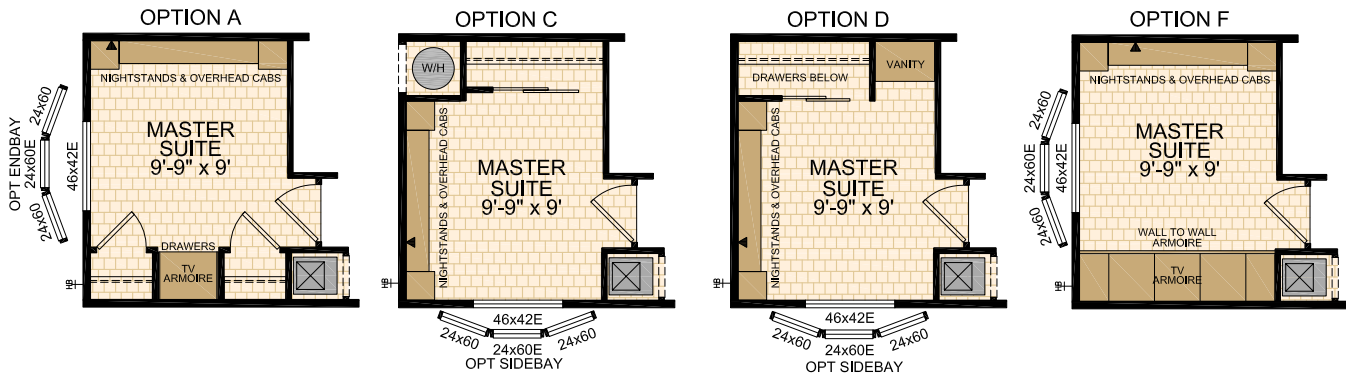 OPTION A
NIGHTSTANDS & OVERHEAD CABS
MASTER
SUITE
9'-9" x 9'
46x42E
24x60
24x60E
24x60
OPT ENDBAY
DRAWERS
TV
ARMOIRE
HB
OPTION C
W/H
NIGHTSTANDS & OVERHEAD CABS
MASTER
SUITE
9'-9" x 9'
HB
46x42E
24x60
24x60E
24x60
OPT SIDEBAY
OPTION D
DRAWERS BELOW
VANITY
NIGHTSTANDS & OVERHEAD CABS
MASTER
SUITE
9'-9" x 9'
HB
46x42E
24x60
24x60E
24x60
OPT SIDEBAY
OPTION F
NIGHTSTANDS & OVERHEAD CABS
MASTER
SUITE
9'-9" x 9'
46x42E
24x60
24x60E
24x60
WALL TO WALL
ARMOIRE
TV
ARMOIRE
HB